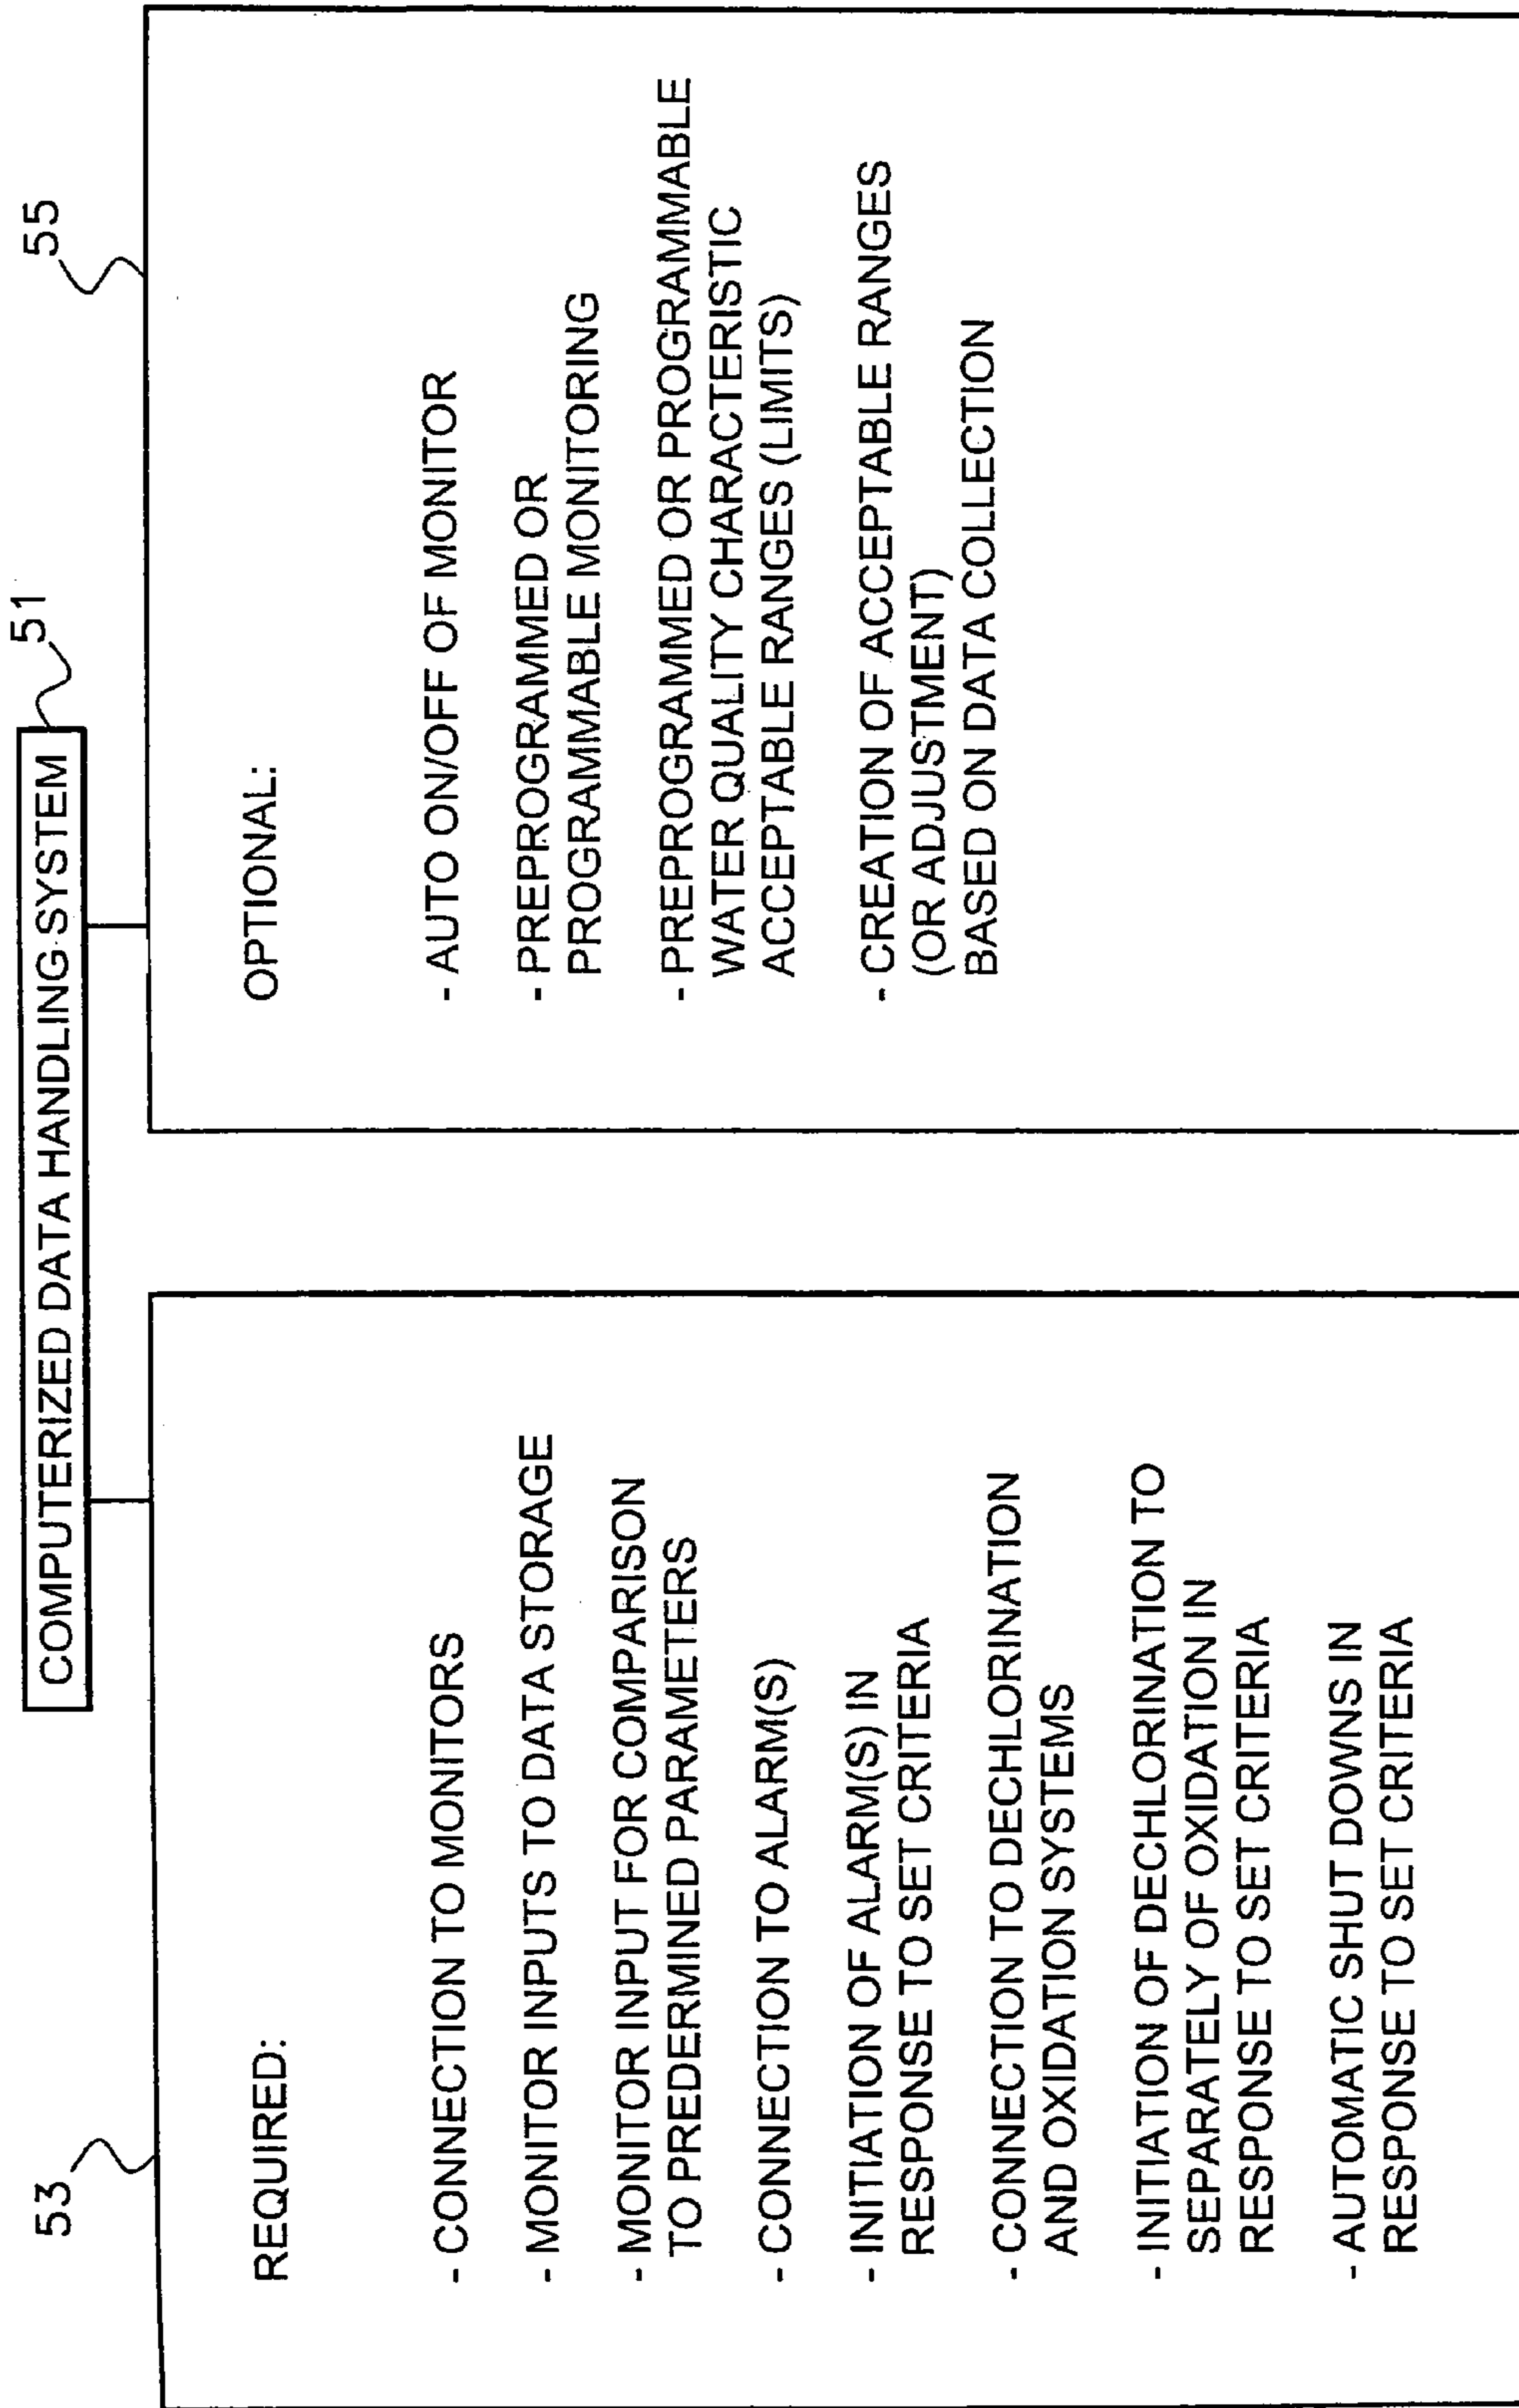 COMPUTERIZED DATA HANDLING SYSTEM
51
53
REQUIRED:
- CONNECTION TO MONITORS
- MONITOR INPUTS TO DATA STORAGE
- MONITOR INPUT FOR COMPARISON
TO PREDERMINED PARAMETERS
- CONNECTION TO ALARM(S)
- INITIATION OF ALARM(S) IN
RESPONSE TO SET CRITERIA
- CONNECTION TO DECHLORINATION
AND OXIDATION SYSTEMS
- INITIATION OF DECHLORINATION TO
SEPARATELY OF OXIDATION IN
RESPONSE TO SET CRITERIA
- AUTOMATIC SHUT DOWNS IN
RESPONSE TO SET CRITERIA
55
OPTIONAL:
- AUTO ON/OFF OF MONITOR
- PREPROGRAMMED OR
PROGRAMMABLE MONITORING
- PREPROGRAMMED OR PROGRAMMABLE
WATER QUALITY CHARACTERISTIC
ACCEPTABLE RANGES (LIMITS)
- CREATION OF ACCEPTABLE RANGES
(OR ADJUSTMENT)
BASED ON DATA COLLECTION